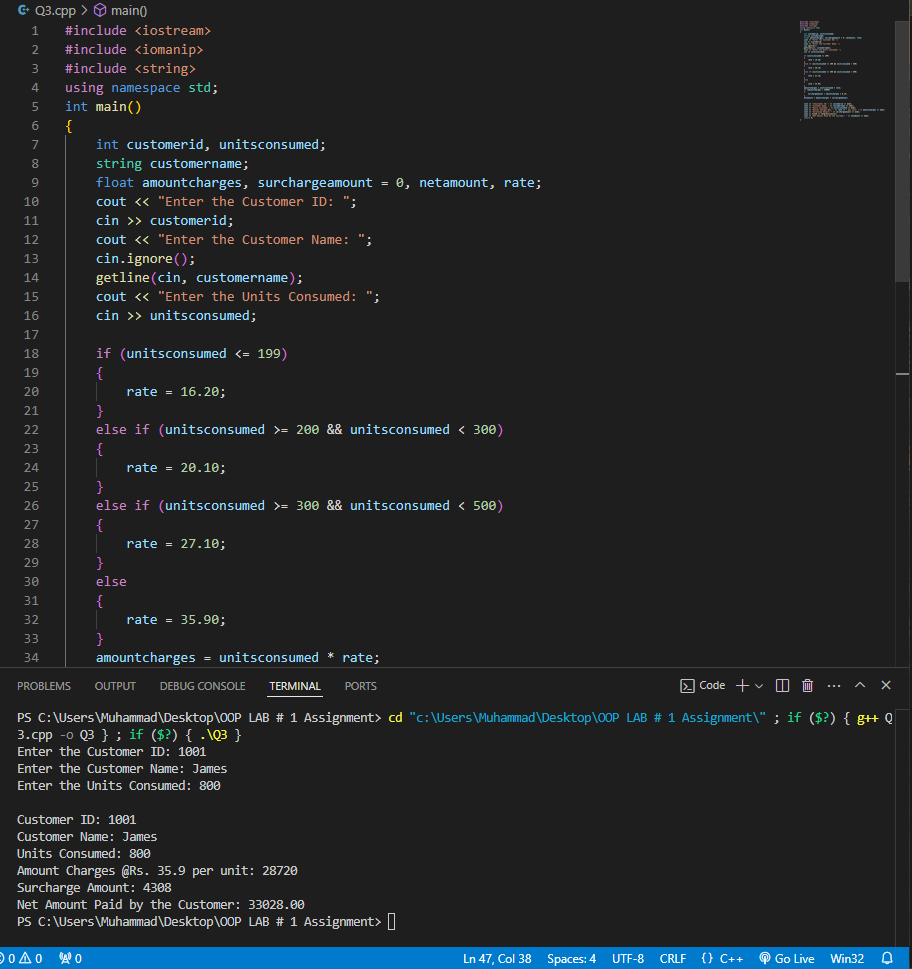 Q3.cpp > main()
1 #include <iostream>
2 #include <iomanip>
3 #include <string>
4 using namespace std;
5 int main()
6 {
7 int customerid, unitsconsumed;
8 string customername;
9 float amountcharges, surchargeamount = 0, netamount, rate;
10 cout << "Enter the Customer ID: ";
11 cin >> customerid;
12 cout << "Enter the Customer Name: ";
13 cin.ignore();
14 getline(cin, customername);
15 cout << "Enter the Units Consumed: ";
16 cin >> unitsconsumed;
17
18 if (unitsconsumed <= 199)
19 {
20 rate = 16.20;
21 }
22 else if (unitsconsumed >= 200 && unitsconsumed < 300)
23 {
24 rate = 20.10;
25 }
26 else if (unitsconsumed >= 300 && unitsconsumed < 500)
27 {
28 rate = 27.10;
29 }
30 else
31 {
32 rate = 35.90;
33 }
34 amountcharges = unitsconsumed * rate;
PROBLEMS OUTPUT DEBUG CONSOLE TERMINAL PORTS Code
PS C:\Users\Muhammad\Desktop\OOP LAB # 1 Assignment> cd "c:\Users\Muhammad\Desktop\OOP LAB # 1 Assignment\" ; if ($?) { g++ Q
3.cpp -o Q3 } ; if ($?) { .\Q3 }
Enter the Customer ID: 1001
Enter the Customer Name: James
Enter the Units Consumed: 800

Customer ID: 1001
Customer Name: James
Units Consumed: 800
Amount Charges @Rs. 35.9 per unit: 28720
Surcharge Amount: 4308
Net Amount Paid by the Customer: 33028.00
PS C:\Users\Muhammad\Desktop\OOP LAB # 1 Assignment>
0 0 0 Ln 47, Col 38 Spaces: 4 UTF-8 CRLF {} C++ Go Live Win32